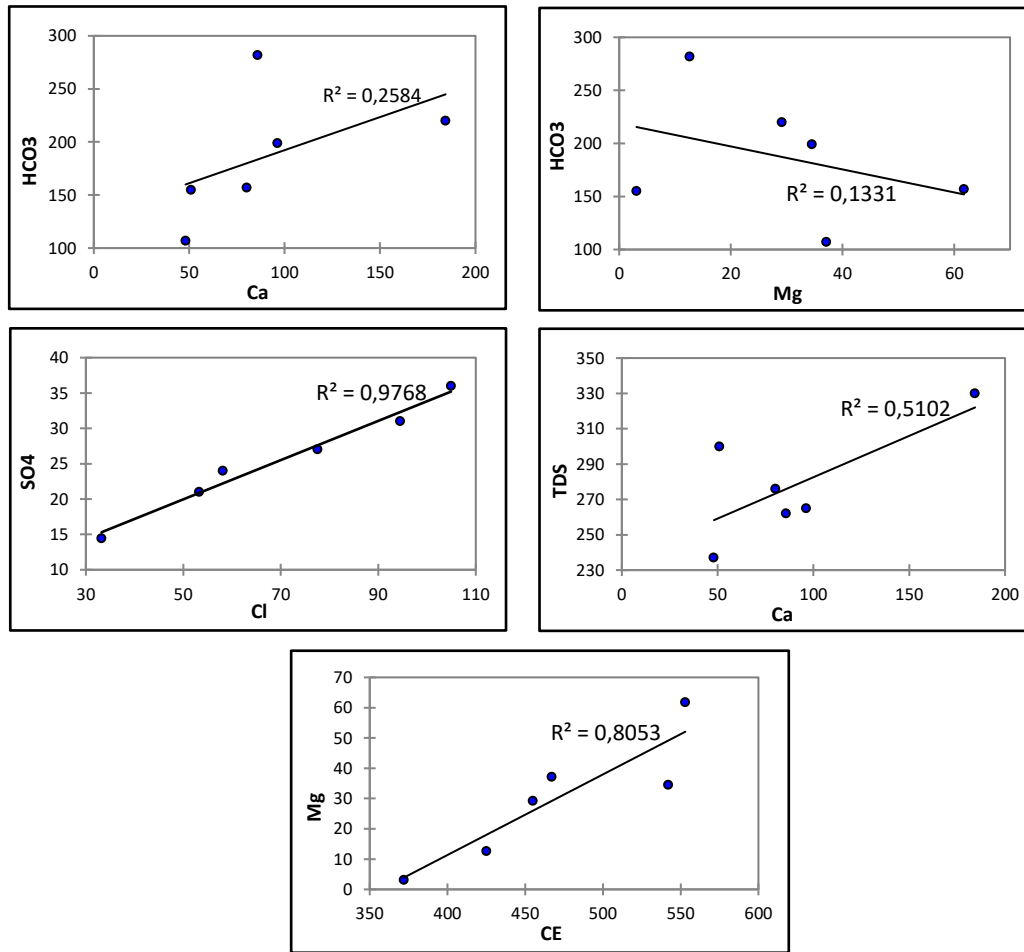 300
250
200
150
100
HCO3
R² = 0,2584
0 50 100 150 200
Ca
300
250
200
150
100
HCO3
R² = 0,1331
0 20 40 60
Mg
40
35
30
25
20
15
10
SO4
R² = 0,9768
30 50 70 90 110
Cl
350
330
310
290
270
250
230
TDS
R² = 0,5102
0 50 100 150 200
Ca
70
60
50
40
30
20
10
0
Mg
R² = 0,8053
350 400 450 500 550 600
CE